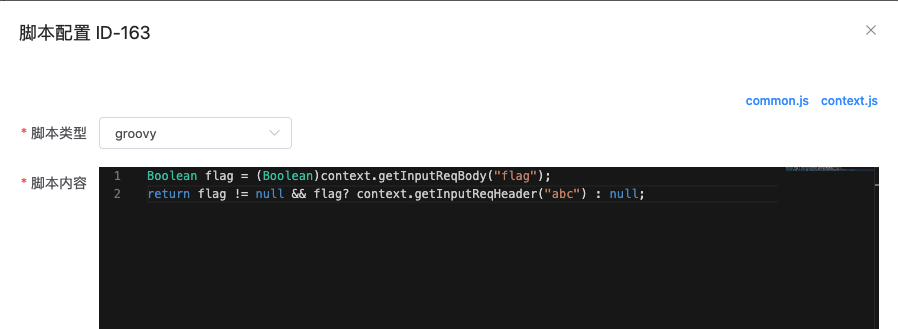 脚本配置 ID-163
common.js context.js
* 脚本类型 groovy
* 脚本内容
1 Boolean flag = (Boolean)context.getInputReqBody("flag");
2 return flag != null && flag? context.getInputReqHeader("abc") : null;